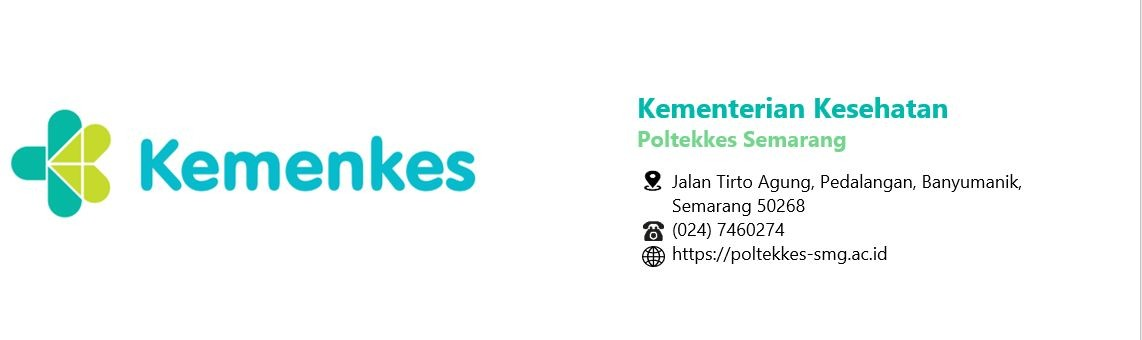 Kemenkes
Kementerian Kesehatan
Poltekkes Semarang
Jalan Tirto Agung, Pedalangan, Banyumanik,
Semarang 50268
(024) 7460274
https://poltekkes-smg.ac.id